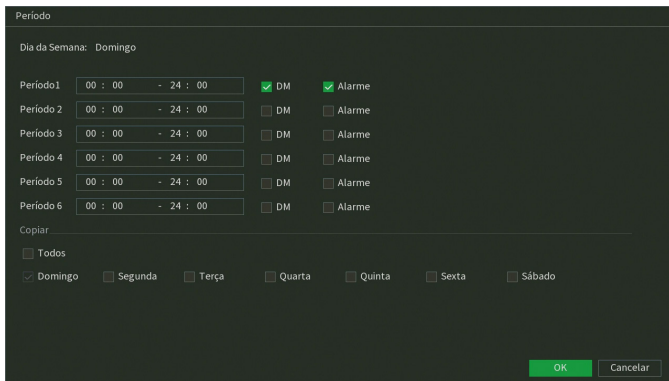 Período
Dia da Semana: Domingo
Período1 00 : 00 - 24 : 00 DM Alarme
Período 2 00 : 00 - 24 : 00 DM Alarme
Período 3 00 : 00 - 24 : 00 DM Alarme
Período 4 00 : 00 - 24 : 00 DM Alarme
Período 5 00 : 00 - 24 : 00 DM Alarme
Período 6 00 : 00 - 24 : 00 DM Alarme
Copiar
Todos
Domingo Segunda Terça Quarta Quinta Sexta Sábado
OK Cancelar